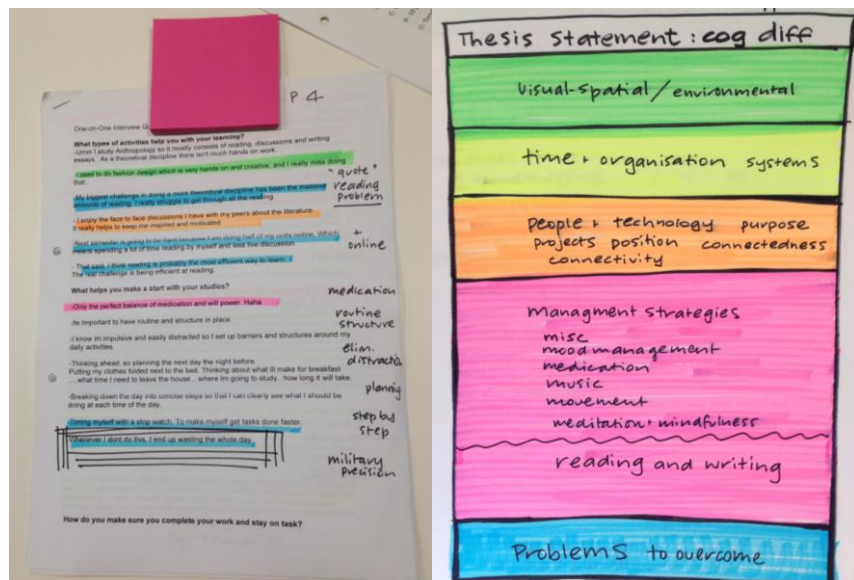 P 4
One-on-One Interview
What types of activities help you with your learning?
-Umm I study Anthropology so it mostly consists of reading, discussions and writing
essays. As a theoretical discipline there isn't much hands on work.
-I used to do fashion design which is very hands on and creative, and I really miss doing
that.
"quote"
-My biggest challenge in doing a more theoretical discipline has been the massive
amounts of reading. I really struggle to get through all the reading.
reading
problem
-I enjoy the face to face discussions I have with my peers about the literature.
It really helps to keep me inspired and motivated.
-Next semester is going to be hard because I am doing half of my units online. Which
means spending a lot of time reading by myself and less five discussion.
+
online
-That said, I think reading is probably the most efficient way to learn.
The real challenge is being efficient at reading.
What helps you make a start with your studies?
medication
-Only the perfect balance of medication and will power. Haha
-Its important to have routine and structure in place.
routine
structure
-I know im impulsive and easily distracted so I set up barriers and structures around my
daily activities.
elim.
distractio
-Thinking ahead, so planning the next day the night before.
Putting my clothes folded next to the bed. Thinking about what ill make for breakfast
...what time I need to leave the house... where Im going to study.. how long it will take.
planning
-Breaking down the day into concise steps so that I can clearly see what I should be
doing at each time of the day.
-Timing myself with a stop watch. To make myself get tasks done faster.
step by
step
-Whenever I dont do this, I end up wasting the whole day
military
precision
How do you make sure you complete your work and stay on task?
Thesis statement : cog diff
visual-spatial / environmental
time + organisation systems
people + technology purpose
projects position connectedness
connectivity
Managment strategies
misc
mood management
medication
music
movement
meditation + mindfulness
reading and writing
Problems to overcome